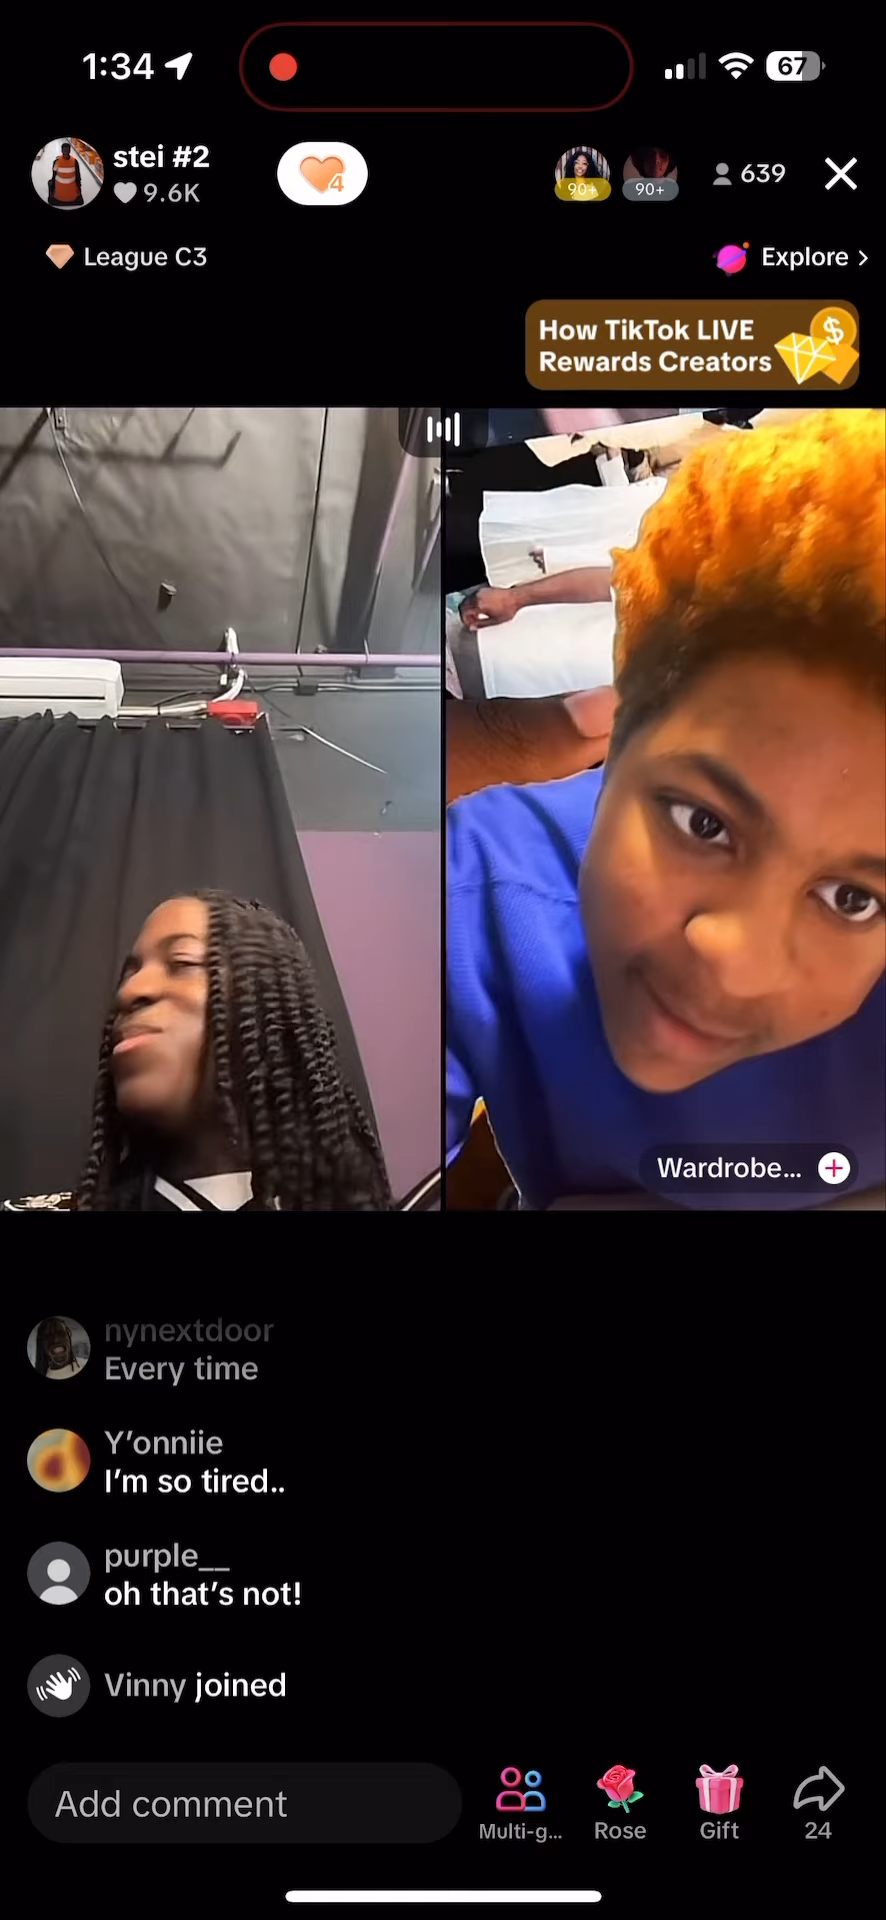 1:34
67
stei #2
9.6K
4
90+
90+
639
League C3
Explore
How TikTok LIVE
Rewards Creators
Wardrobe...
nynextdoor
Every time
Y'onniie
I'm so tired..
purple__
oh that's not!
Vinny joined
Add comment
Multi-g...
Rose
Gift
24